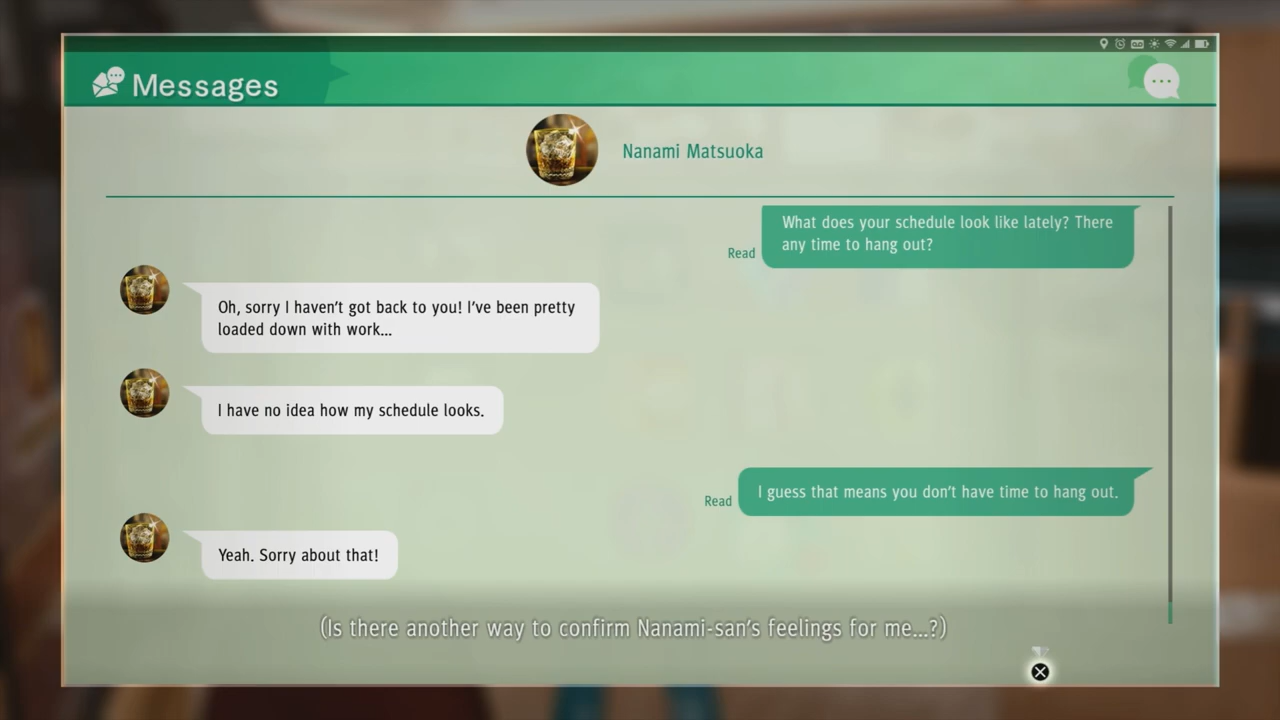 Messages
Nanami Matsuoka
What does your schedule look like lately? There
any time to hang out?
Read
Oh, sorry I haven't got back to you! I've been pretty
loaded down with work...
I have no idea how my schedule looks.
I guess that means you don't have time to hang out.
Read
Yeah. Sorry about that!
(Is there another way to confirm Nanami-san's feelings for me...?)